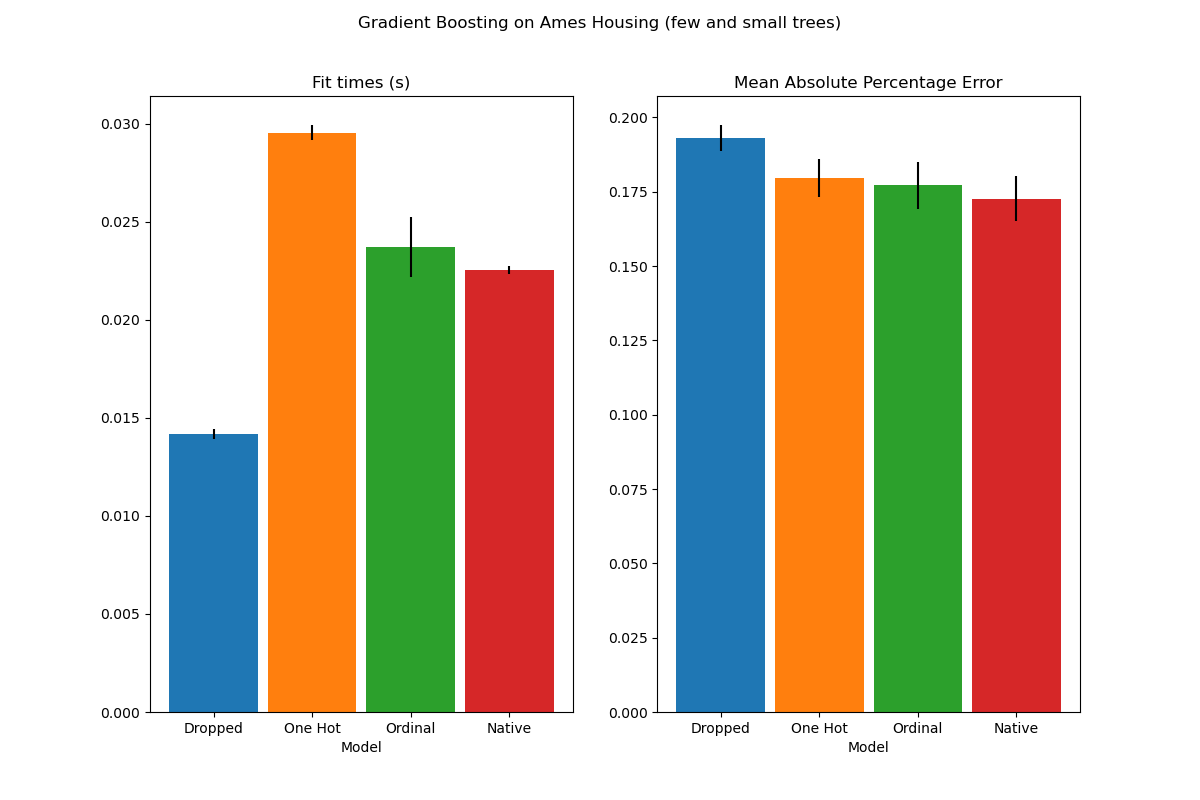 Gradient Boosting on Ames Housing (few and small trees)
Fit times (s)
0.030
0.025
0.020
0.015
0.010
0.005
0.000
Dropped One Hot Ordinal Native
Model
Mean Absolute Percentage Error
0.200
0.175
0.150
0.125
0.100
0.075
0.050
0.025
0.000
Dropped One Hot Ordinal Native
Model